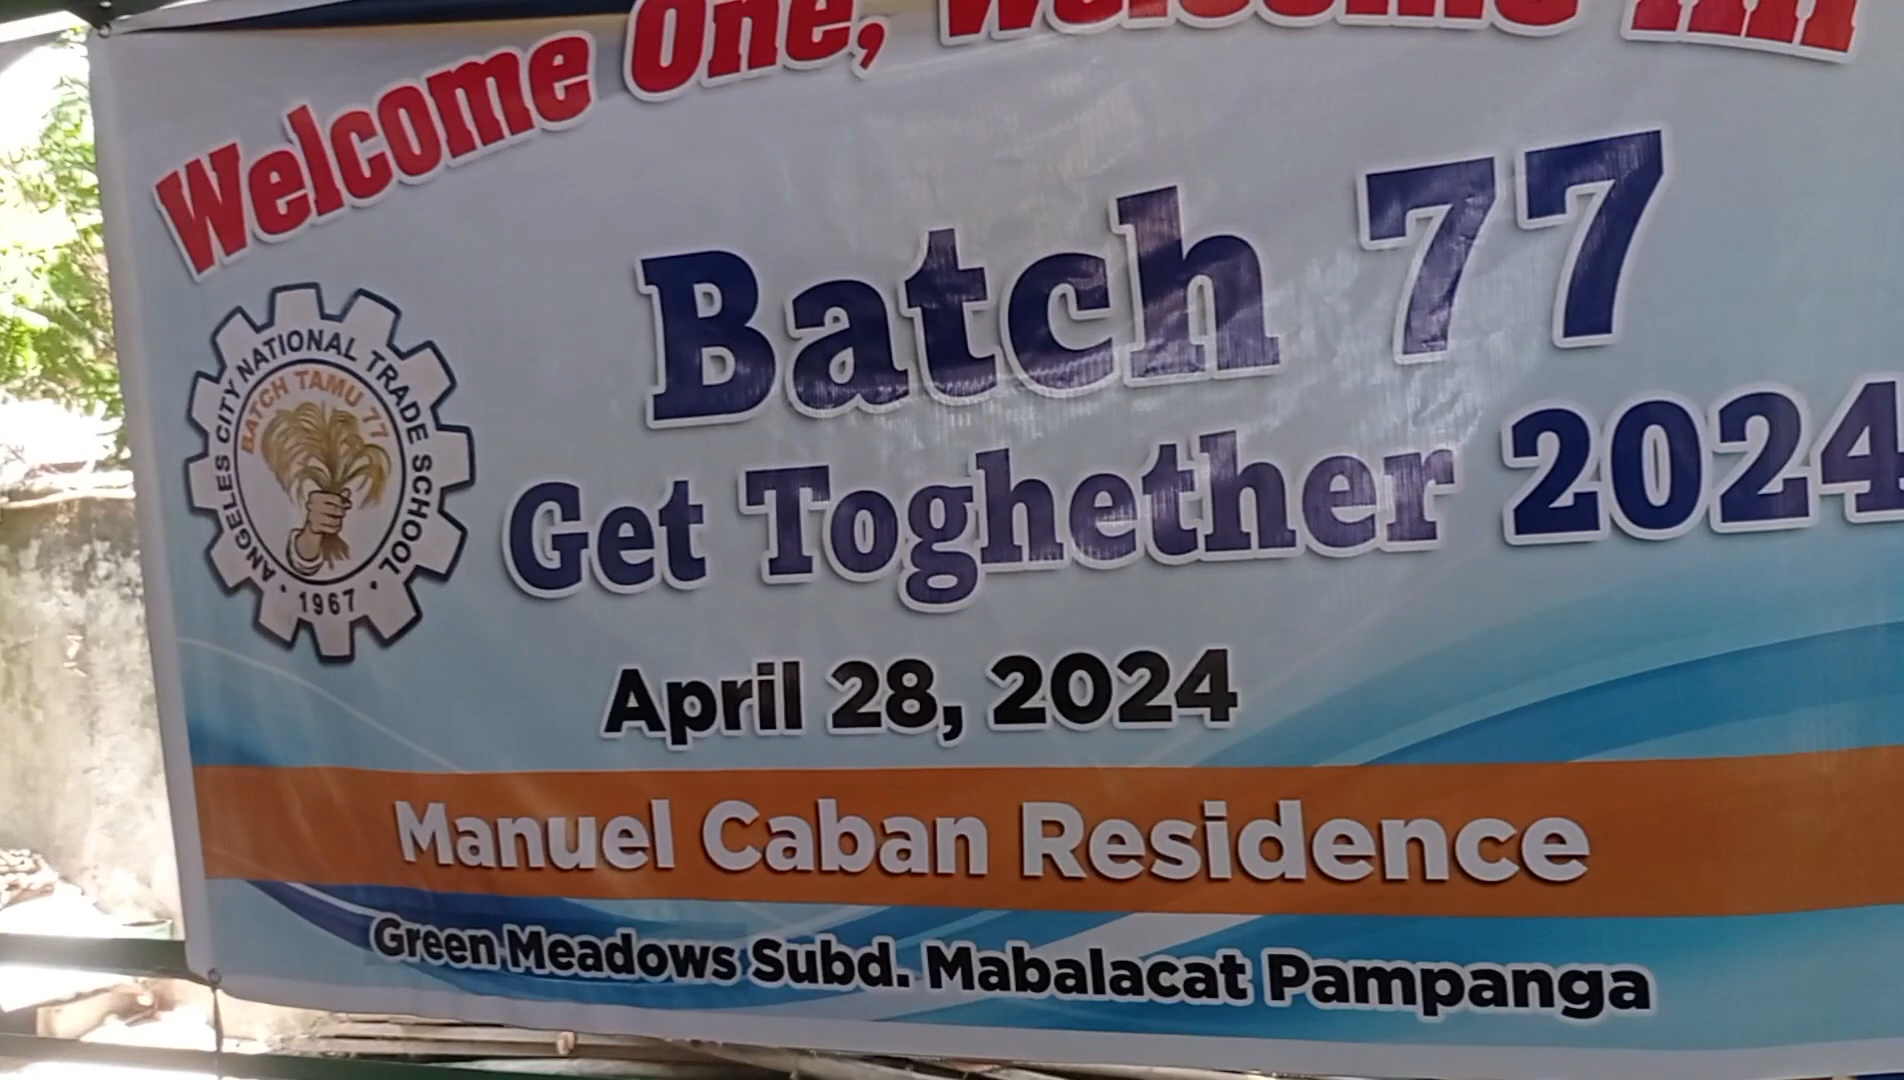 Welcome One, Welcome All
Batch 77
Get Toghether 2024
ANGELES CITY NATIONAL TRADE SCHOOL
BATCH TAMU 77
• 1967 •
April 28, 2024
Manuel Caban Residence
Green Meadows Subd. Mabalacat Pampanga